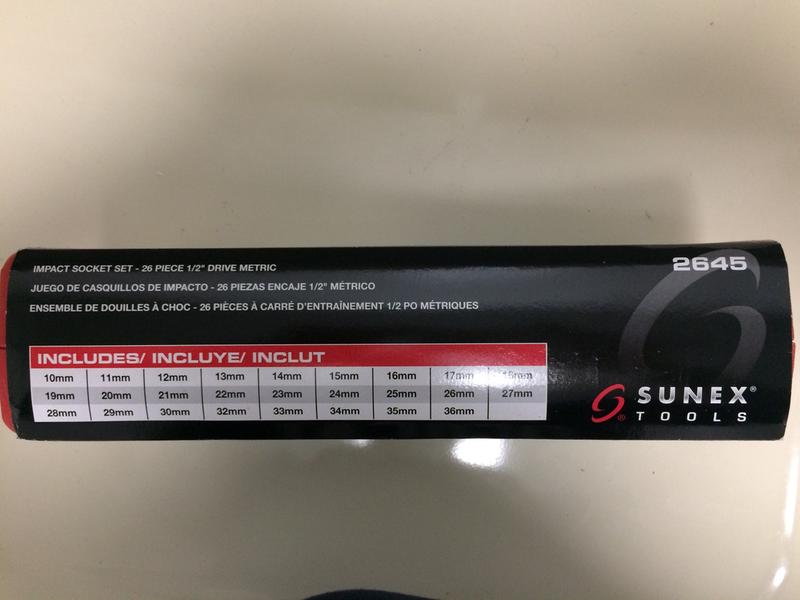 IMPACT SOCKET SET - 26 PIECE 1/2" DRIVE METRIC
2645
JUEGO DE CASQUILLOS DE IMPACTO - 26 PIEZAS ENCAJE 1/2" MÉTRICO
ENSEMBLE DE DOUILLES À CHOC - 26 PIÈCES À CARRÉ D'ENTRAÎNEMENT 1/2 PO MÉTRIQUES
INCLUDES/ INCLUYE/ INCLUT
10mm 11mm 12mm 13mm 14mm 15mm 16mm 17mm 18mm
19mm 20mm 21mm 22mm 23mm 24mm 25mm 26mm 27mm
28mm 29mm 30mm 32mm 33mm 34mm 35mm 36mm
SUNEX®
® TOOLS